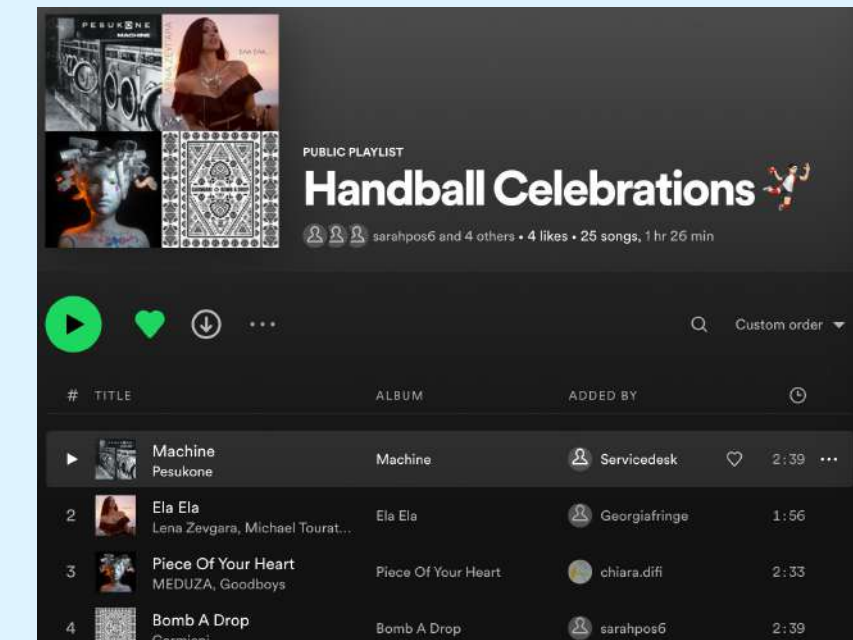 PESUKONE
MACHINE
PUBLIC PLAYLIST
Handball Celebrations
sarahpos6 and 4 others • 4 likes • 25 songs, 1 hr 26 min
Custom order
# TITLE ALBUM ADDED BY
Machine
Pesukone
Machine Servicedesk 2:39
2 Ela Ela
Lena Zevgara, Michael Tourat...
Ela Ela Georgiafringe 1:56
3 Piece Of Your Heart
MEDUZA, Goodboys
Piece Of Your Heart chiara.difi 2:33
4 Bomb A Drop
Bomb A Drop sarahpos6 2:39